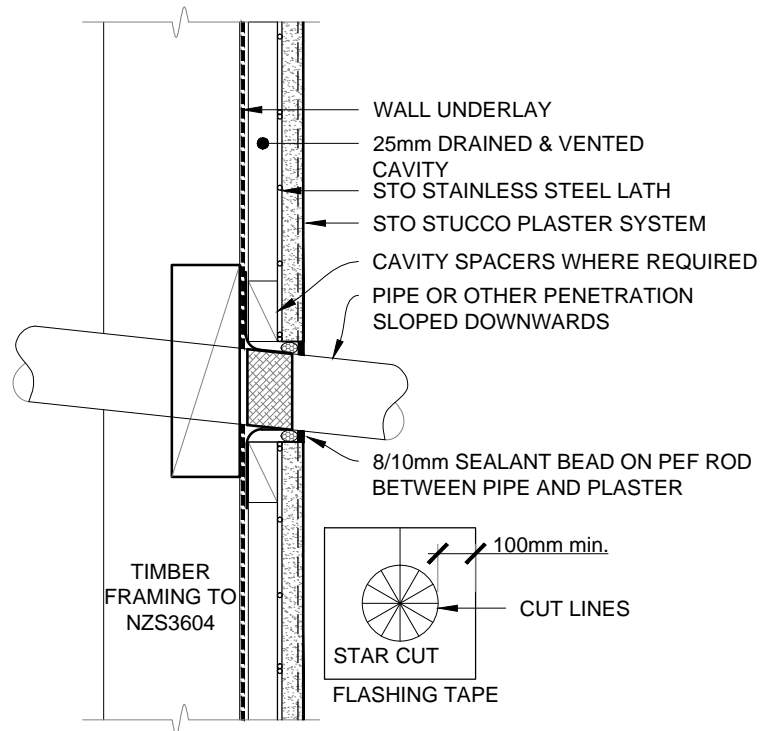 WALL UNDERLAY
25mm DRAINED & VENTED
CAVITY
STO STAINLESS STEEL LATH
STO STUCCO PLASTER SYSTEM
CAVITY SPACERS WHERE REQUIRED
PIPE OR OTHER PENETRATION
SLOPED DOWNWARDS
8/10mm SEALANT BEAD ON PEF ROD
BETWEEN PIPE AND PLASTER
100mm min.
TIMBER
FRAMING TO
NZS3604
CUT LINES
STAR CUT
FLASHING TAPE